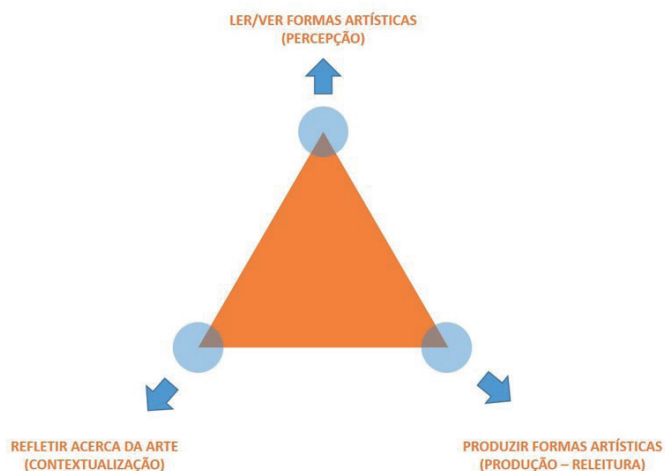 LER/VER FORMAS ARTÍSTICAS
(PERCEPÇÃO)
REFLETIR ACERCA DA ARTE
(CONTEXTUALIZAÇÃO)
PRODUZIR FORMAS ARTÍSTICAS
(PRODUÇÃO – RELEITURA)